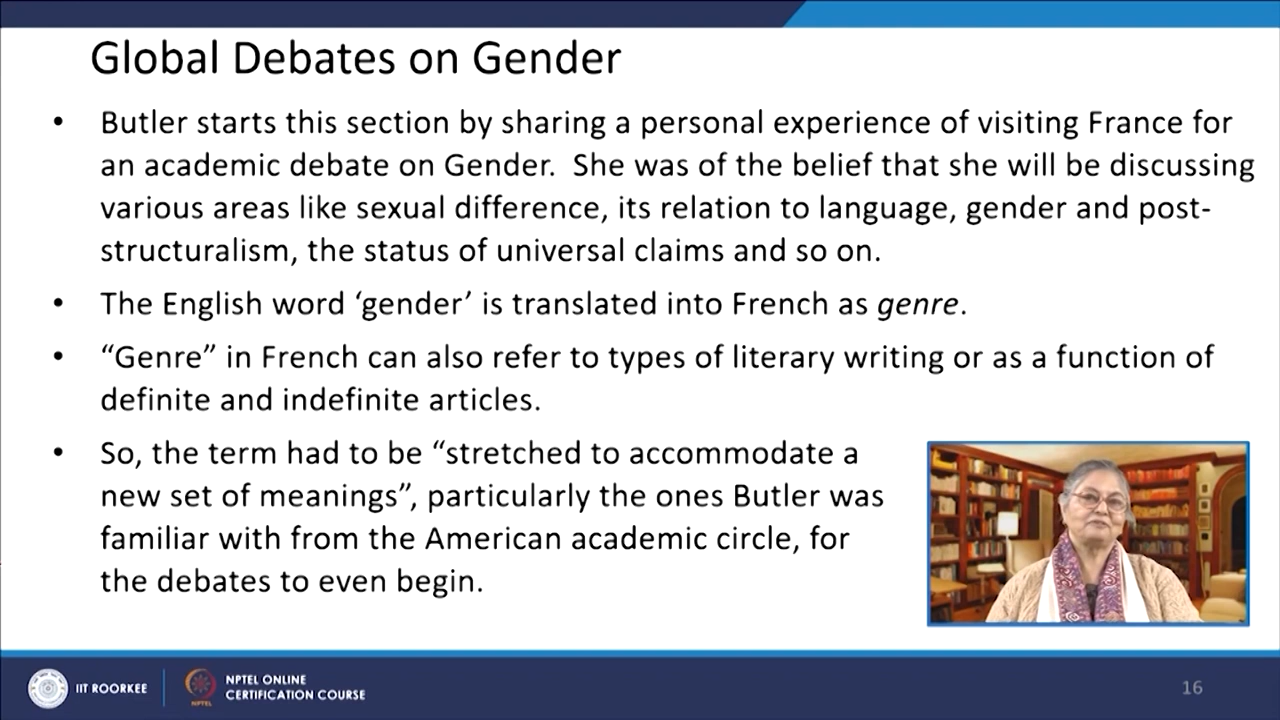 Global Debates on Gender
• Butler starts this section by sharing a personal experience of visiting France for
an academic debate on Gender.  She was of the belief that she will be discussing
various areas like sexual difference, its relation to language, gender and post-
structuralism, the status of universal claims and so on.
• The English word ‘gender’ is translated into French as genre.
• “Genre” in French can also refer to types of literary writing or as a function of
definite and indefinite articles.
• So, the term had to be “stretched to accommodate a
new set of meanings”, particularly the ones Butler was
familiar with from the American academic circle, for
the debates to even begin.
IIT ROORKEE
NPTEL
NPTEL ONLINE
CERTIFICATION COURSE
16